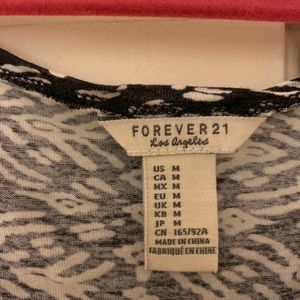 FOREVER 21
Los Angeles
US M
CA M
MX M
EU M
UK M
KR M
JP M
CN 165/92A
MADE IN CHINA
FABRIQUÉ EN CHINE